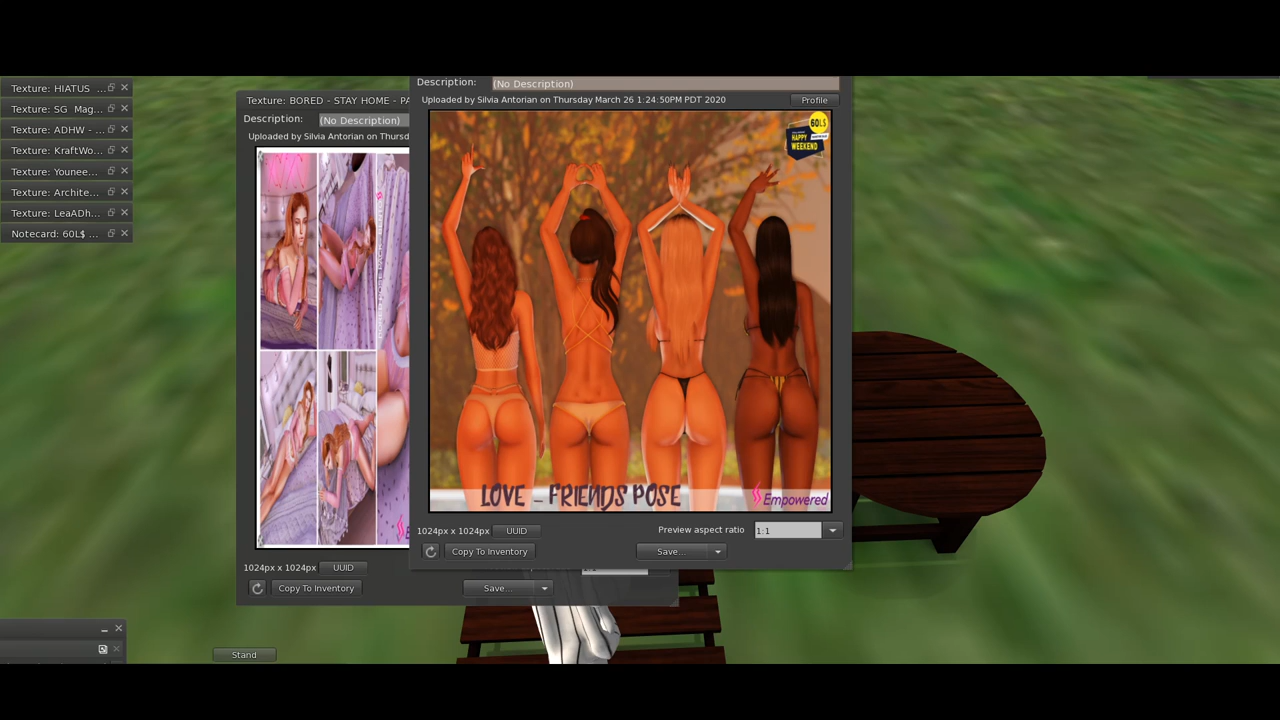 Texture: HIATUS ...
Texture: SG Mag...
Texture: ADHW - ...
Texture: KraftWo...
Texture: Younee...
Texture: Archite...
Texture: LeaADh...
Notecard: 60L$ ...
Texture: BORED - STAY HOME - PA
Description: (No Description)
Uploaded by Silvia Antorian on Thursd
1024px x 1024px UUID
Copy To Inventory Save...
Description: (No Description)
Uploaded by Silvia Antorian on Thursday March 26 1:24:50PM PDT 2020 Profile
60L$
HAPPY
WEEKEND
LOVE _ FRIENDS POSE
Empowered
1024px x 1024px UUID Preview aspect ratio 1:1
Copy To Inventory Save...
Stand